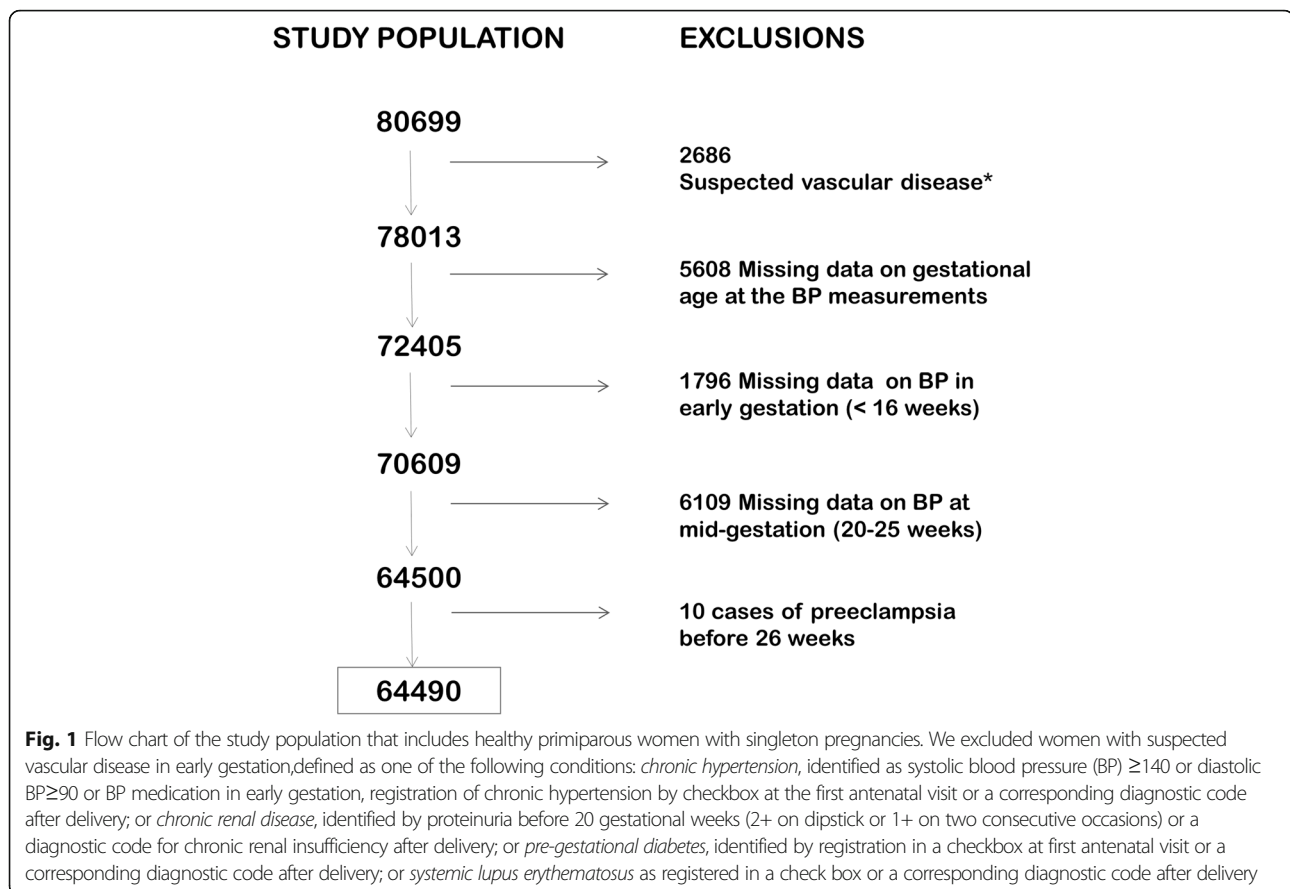 STUDY POPULATION
EXCLUSIONS
80699
2686
Suspected vascular disease*
78013
5608 Missing data on gestational
age at the BP measurements
72405
1796 Missing data on BP in
early gestation (< 16 weeks)
70609
6109 Missing data on BP at
mid-gestation (20-25 weeks)
64500
10 cases of preeclampsia
before 26 weeks
64490
Fig. 1 Flow chart of the study population that includes healthy primiparous women with singleton pregnancies. We excluded women with suspected
vascular disease in early gestation,defined as one of the following conditions: chronic hypertension, identified as systolic blood pressure (BP) ≥140 or diastolic
BP≥90 or BP medication in early gestation, registration of chronic hypertension by checkbox at the first antenatal visit or a corresponding diagnostic code
after delivery; or chronic renal disease, identified by proteinuria before 20 gestational weeks (2+ on dipstick or 1+ on two consecutive occasions) or a
diagnostic code for chronic renal insufficiency after delivery; or pre-gestational diabetes, identified by registration in a checkbox at first antenatal visit or a
corresponding diagnostic code after delivery; or systemic lupus erythematosus as registered in a check box or a corresponding diagnostic code after delivery